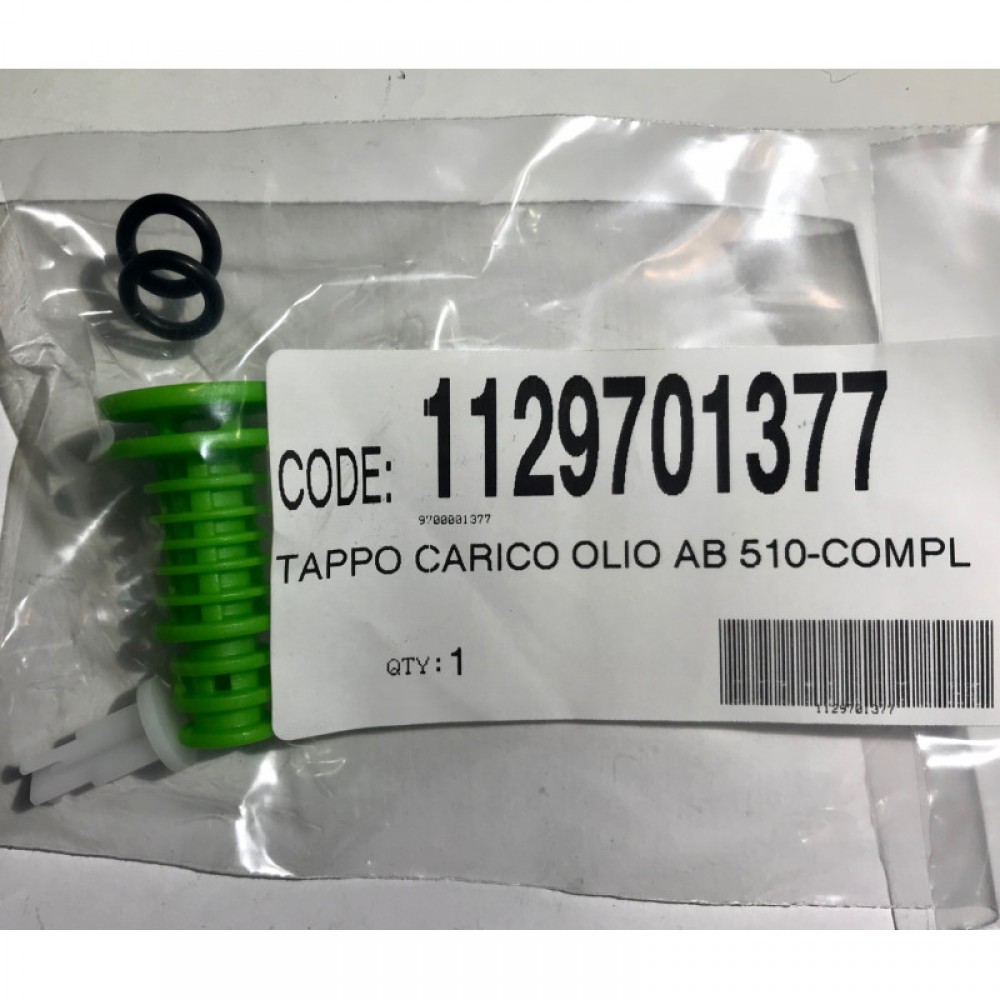 CODE: 1129701377
9700001377
TAPPO CARICO OLIO AB 510-COMPL
QTY: 1
1129701377